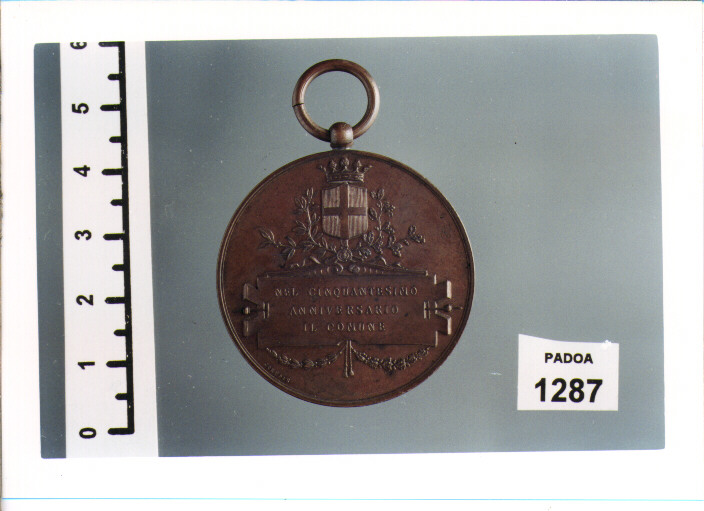 6
5
4
3
2
1
0
NEL CINQUANTESIMO
ANNIVERSARIO
IL COMUNE
PADOA
1287